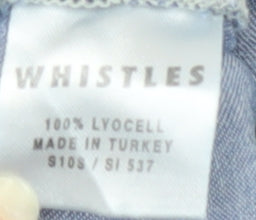 WHISTLES
100% LYOCELL
MADE IN TURKEY
S10S / SI 537